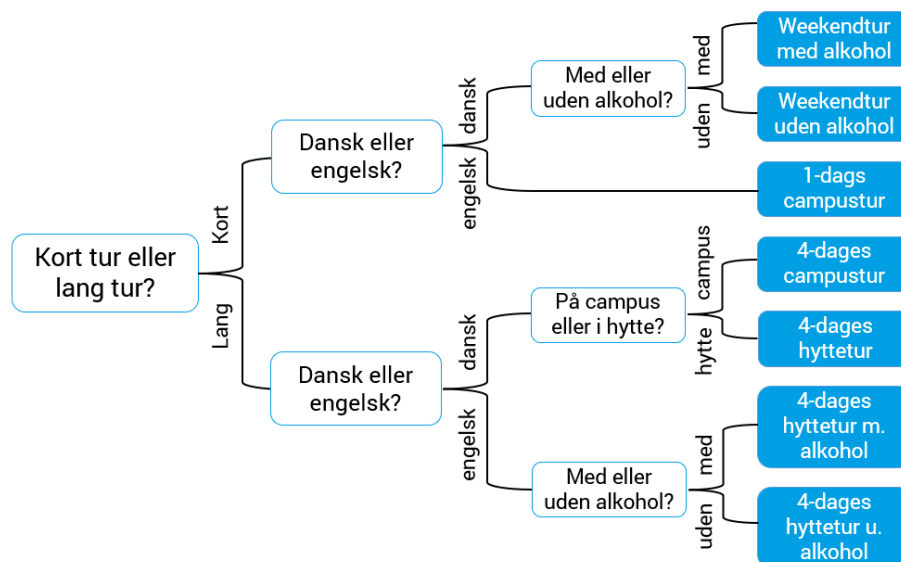 Kort tur eller
lang tur?
Kort
Lang
Dansk eller
engelsk?
dansk
engelsk
Med eller
uden alkohol?
med
uden
Weekendtur
med alkohol
Weekendtur
uden alkohol
1-dags
campustur
Dansk eller
engelsk?
dansk
engelsk
På campus
eller i hytte?
campus
hytte
4-dages
campustur
4-dages
hyttetur
Med eller
uden alkohol?
med
uden
4-dages
hyttetur m.
alkohol
4-dages
hyttetur u.
alkohol